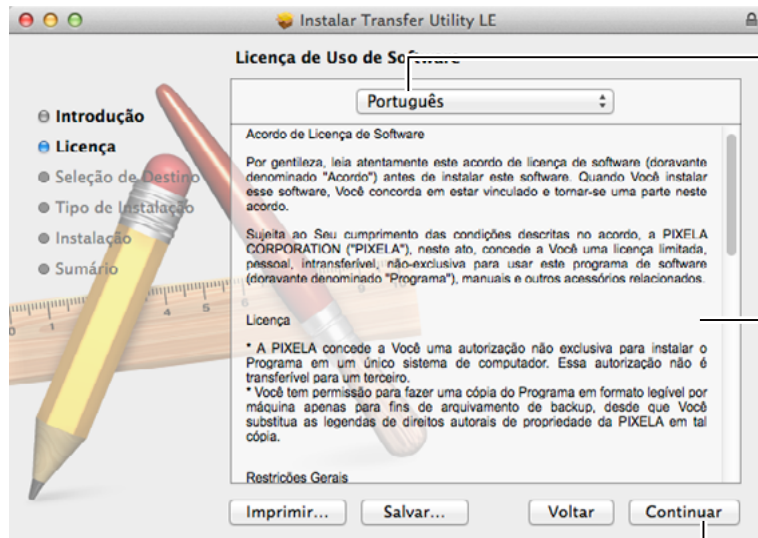 Instalar Transfer Utility LE
Licença de Uso de Software
Introdução
Licença
Seleção de Destino
Tipo de Instalação
Instalação
Sumário
Português
Acordo de Licença de Software
Por gentileza, leia atentamente este acordo de licença de software (doravante
denominado "Acordo") antes de instalar este software. Quando Você instalar
esse software, Você concorda em estar vinculado e tornar-se uma parte neste
acordo.
Sujeita ao Seu cumprimento das condições descritas no acordo, a PIXELA
CORPORATION ("PIXELA"), neste ato, concede a Você uma licença limitada,
pessoal, intransferível, não-exclusiva para usar este programa de software
(doravante denominado "Programa"), manuais e outros acessórios relacionados.
Licença
* A PIXELA concede a Você uma autorização não exclusiva para instalar o
Programa em um único sistema de computador. Essa autorização não é
transferível para um terceiro.
* Você tem permissão para fazer uma cópia do Programa em formato legível por
máquina apenas para fins de arquivamento de backup, desde que Você
substitua as legendas de direitos autorais de propriedade da PIXELA em tal
cópia.
Restrições Gerais
Imprimir... Salvar... Voltar Continuar